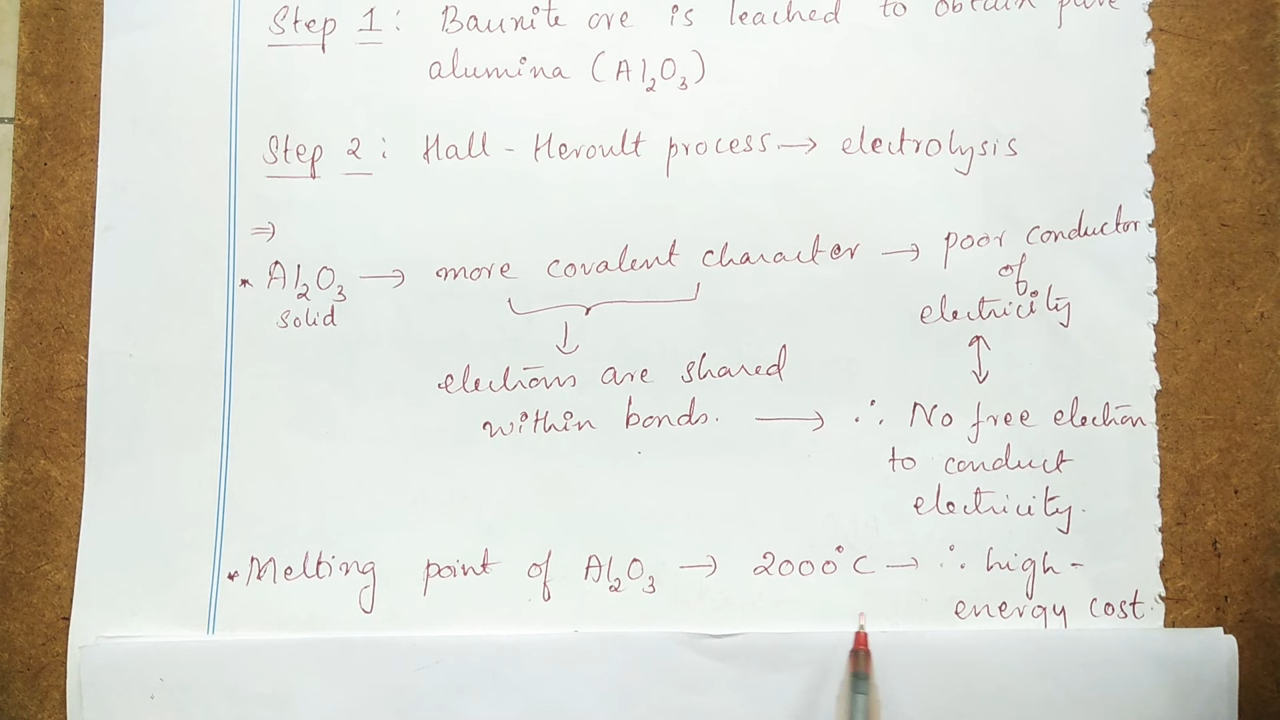 Step 1: Bauxite ore is leached to obtain pure
alumina (Al₂O₃)
Step 2: Hall-Heroult process → electrolysis
⇒
* Al₂O₃ → more covalent character → poor conductor
solid
of
electricity
↓
↕
electrons are shared
within bonds. → ∴ No free electron
to conduct
electricity.
* Melting point of Al₂O₃ → 2000°C → ∴ high-
energy cost.